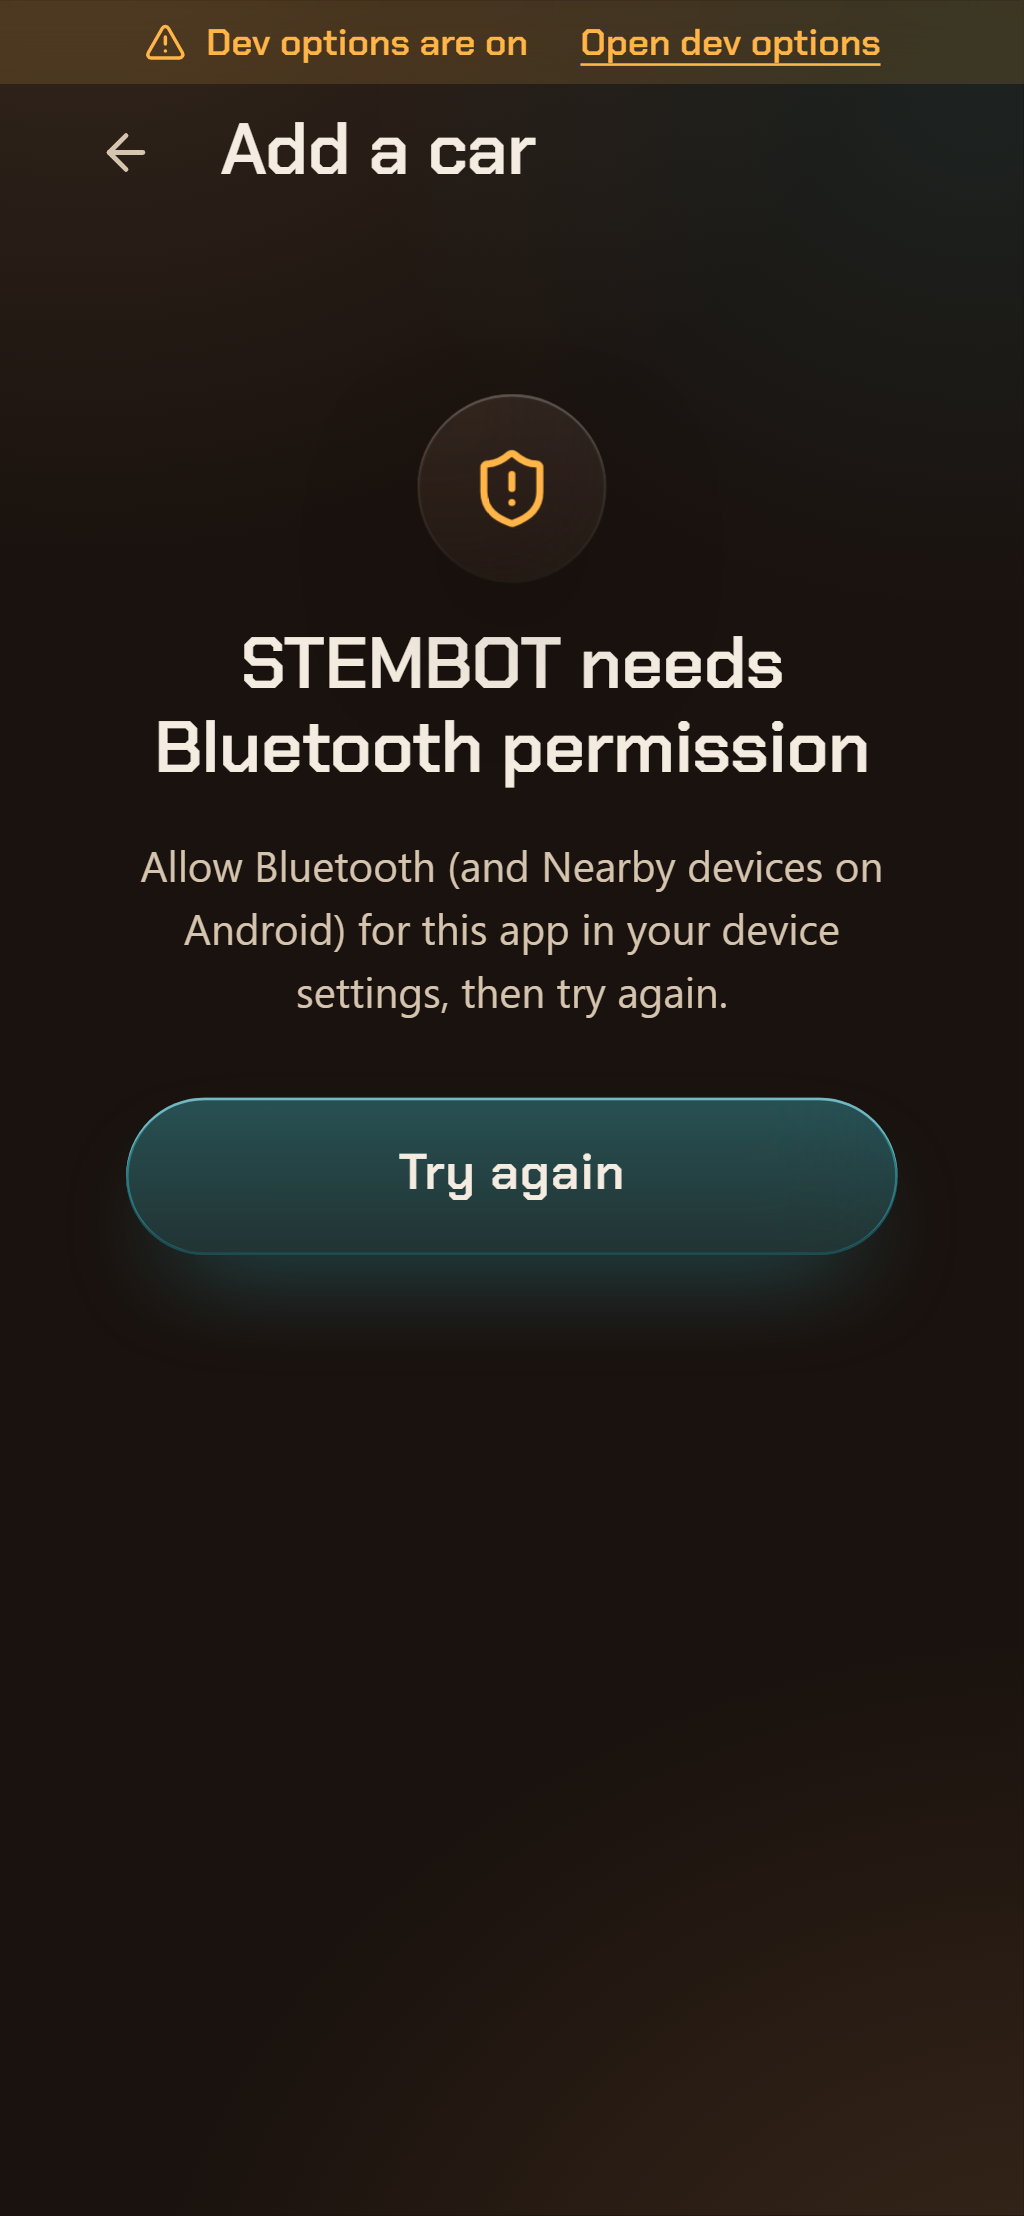 Dev options are on Open dev options
Add a car
STEMBOT needs
Bluetooth permission
Allow Bluetooth (and Nearby devices on
Android) for this app in your device
settings, then try again.
Try again